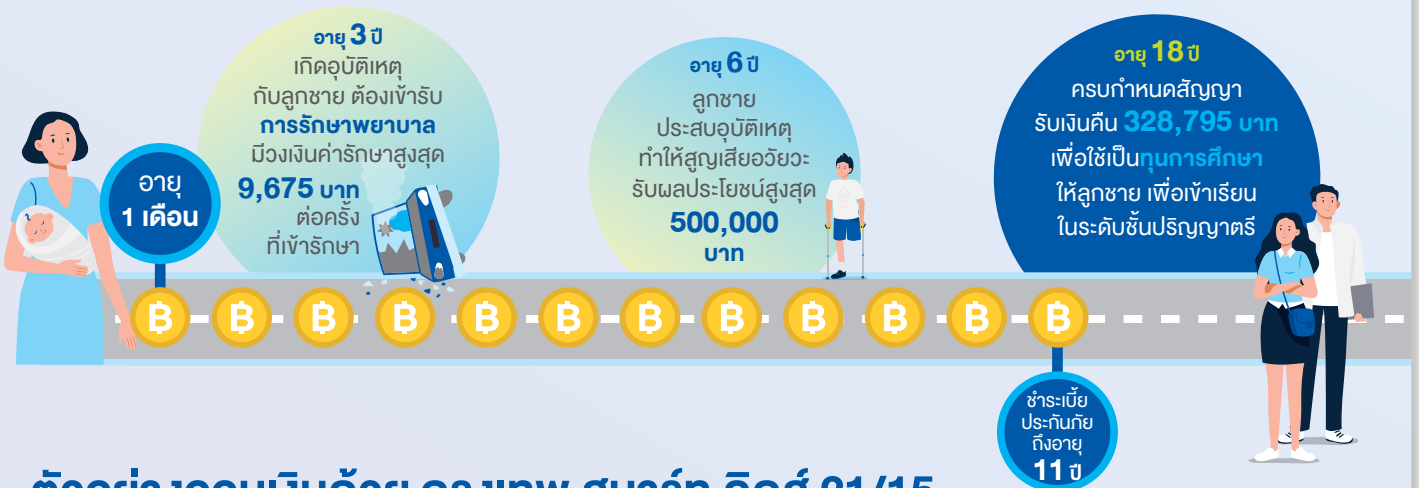 อายุ 3 ปี
เกิดอุบัติเหตุ
กับลูกชาย ต้องเข้ารับ
การรักษาพยาบาล
มีวงเงินค่ารักษาสูงสุด
9,675 บาท
ต่อครั้ง
ที่เข้ารักษา
อายุ
1 เดือน
อายุ 6 ปี
ลูกชาย
ประสบอุบัติเหตุ
ทำให้สูญเสียอวัยวะ
รับผลประโยชน์สูงสุด
500,000
บาท
อายุ 18 ปี
ครบกำหนดสัญญา
รับเงินคืน 328,795 บาท
เพื่อใช้เป็นทุนการศึกษา
ให้ลูกชาย เพื่อเข้าเรียน
ในระดับชั้นปริญญาตรี
฿ ฿ ฿ ฿ ฿ ฿ ฿ ฿ ฿ ฿ ฿ ฿
ชำระเบี้ย
ประกันภัย
ถึงอายุ
11 ปี